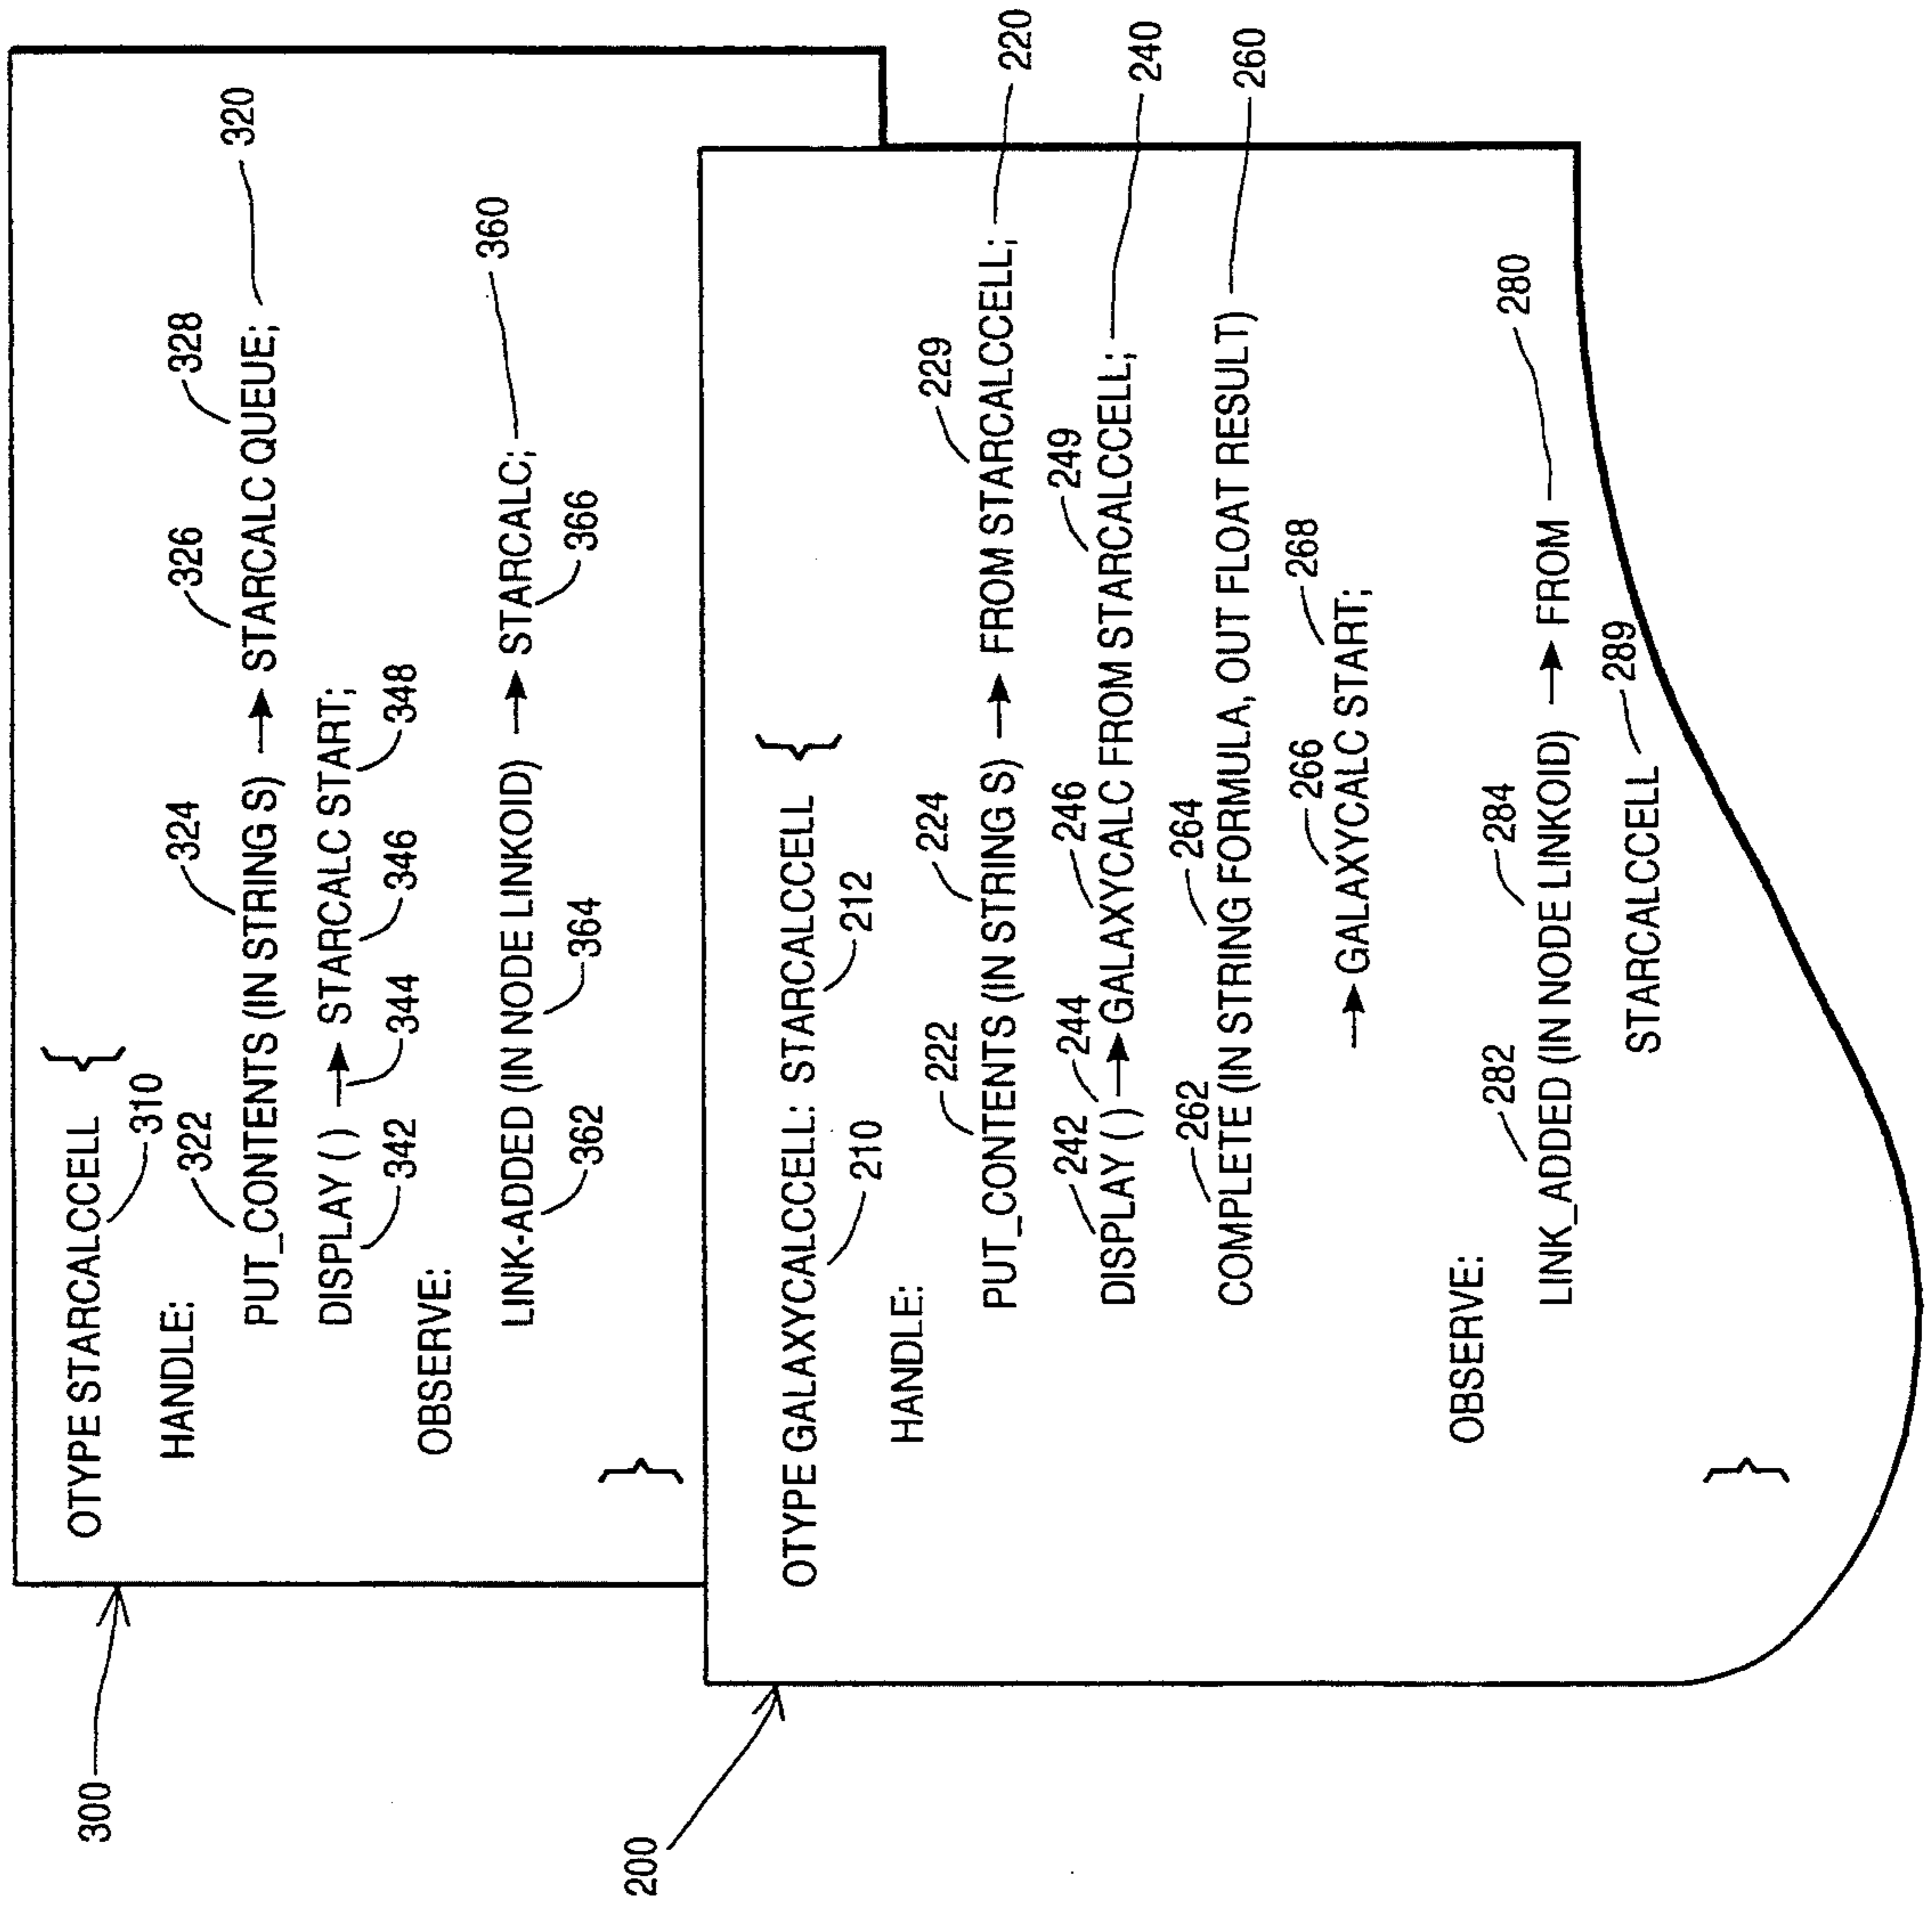 300
OTYPE STARCALCCELL {
310
HANDLE:
322 324 326 328 320
PUT_CONTENTS (IN STRING S) → STARCALC QUEUE;
DISPLAY () → STARCALC START;
342 344 346 348
OBSERVE:
360
LINK-ADDED (IN NODE LINKOID) → STARCALC;
362 364 366
}
200
OTYPE GALAXYCALCCELL: STARCALCCELL {
210 212
HANDLE:
222 224 229
PUT_CONTENTS (IN STRING S) → FROM STARCALCCELL; 220
242 244 246 249
DISPLAY () → GALAXYCALC FROM STARCALCCELL; 240
262 264
COMPLETE (IN STRING FORMULA, OUT FLOAT RESULT) 260
266 268
→ GALAXYCALC START;
OBSERVE:
282 284 280
LINK_ADDED (IN NODE LINKOID) → FROM
289
STARCALCCELL
}